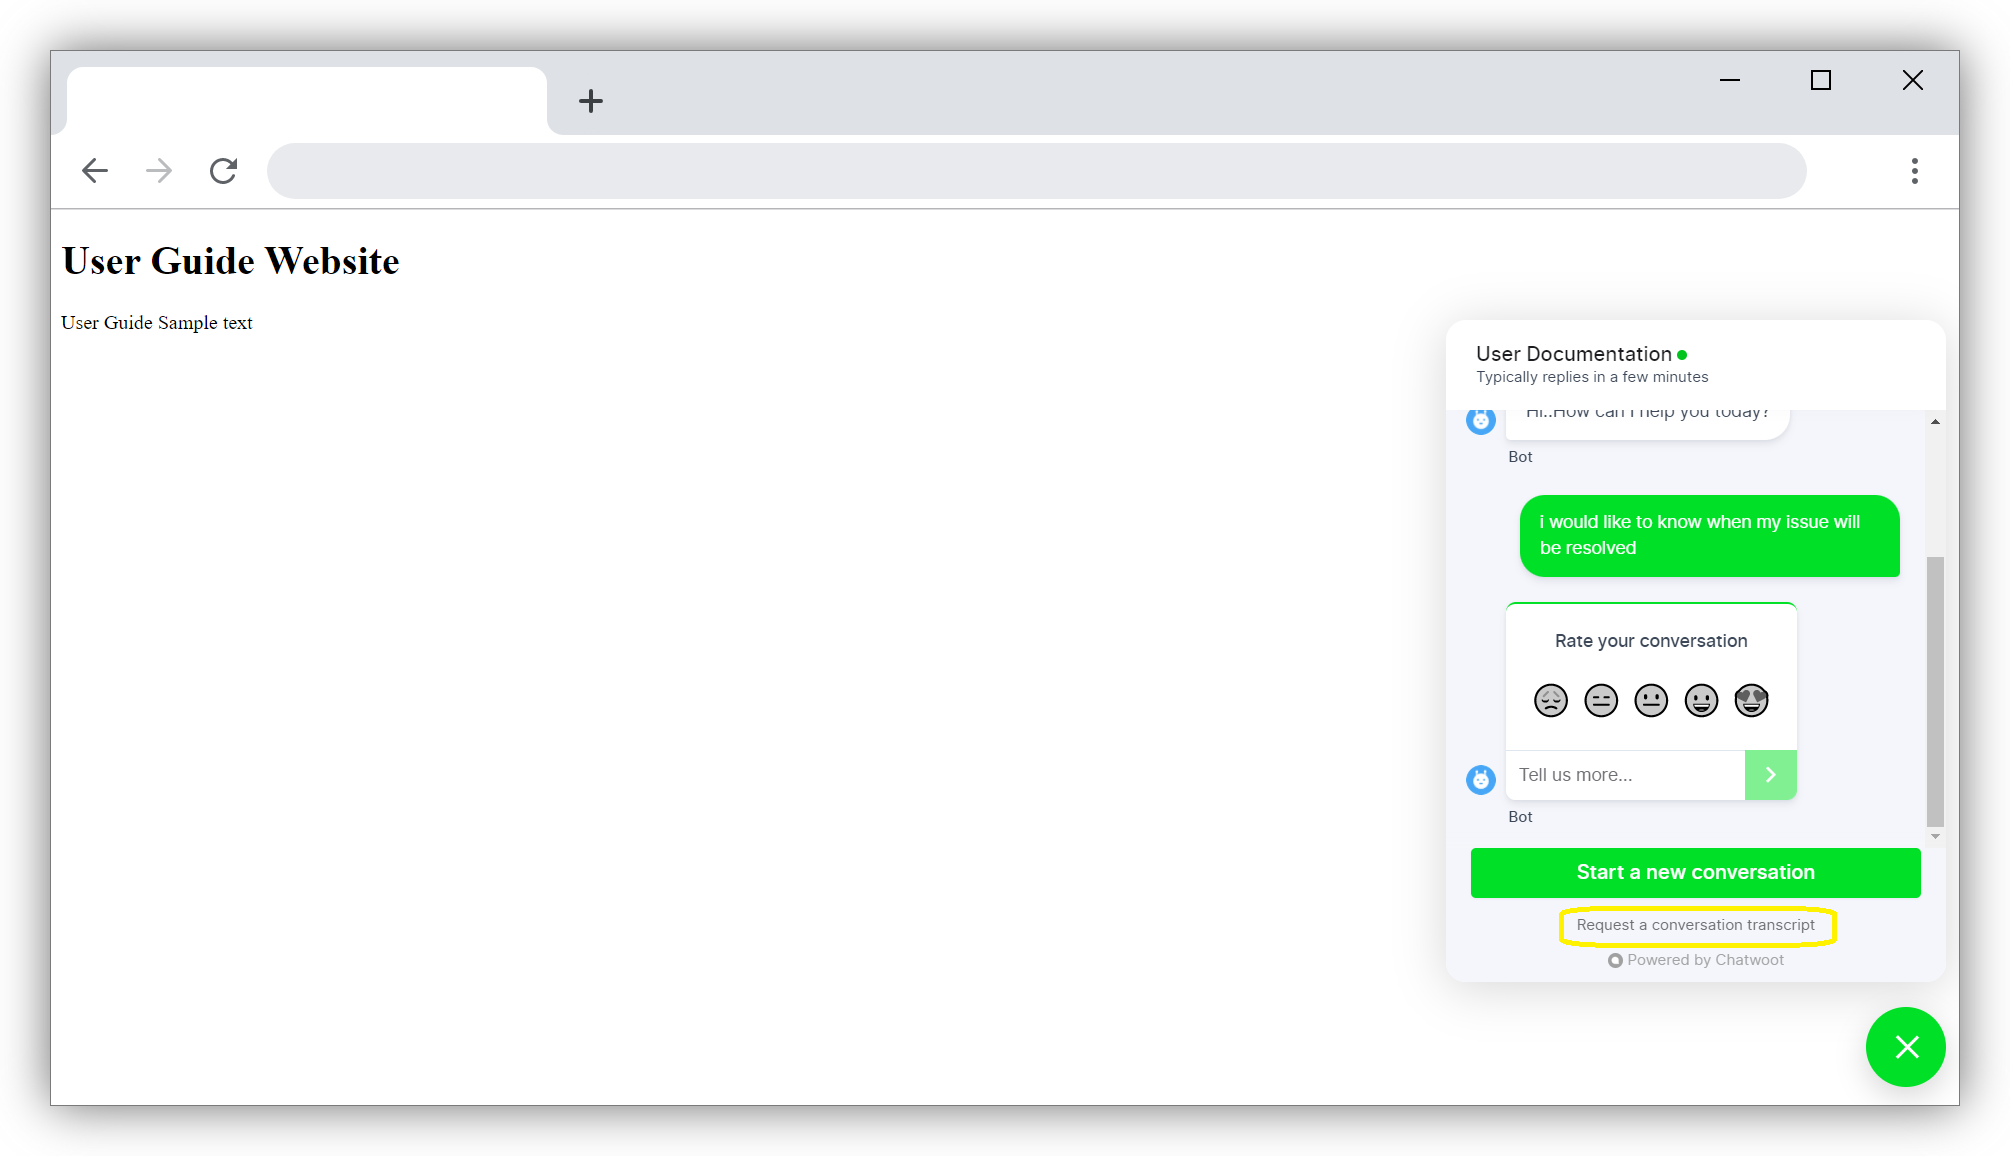 User Guide Website
User Guide Sample text
User Documentation
Typically replies in a few minutes
Hi..How can I help you today?
Bot
i would like to know when my issue will
be resolved
Rate your conversation
Tell us more...
Bot
Start a new conversation
Request a conversation transcript
Powered by Chatwoot